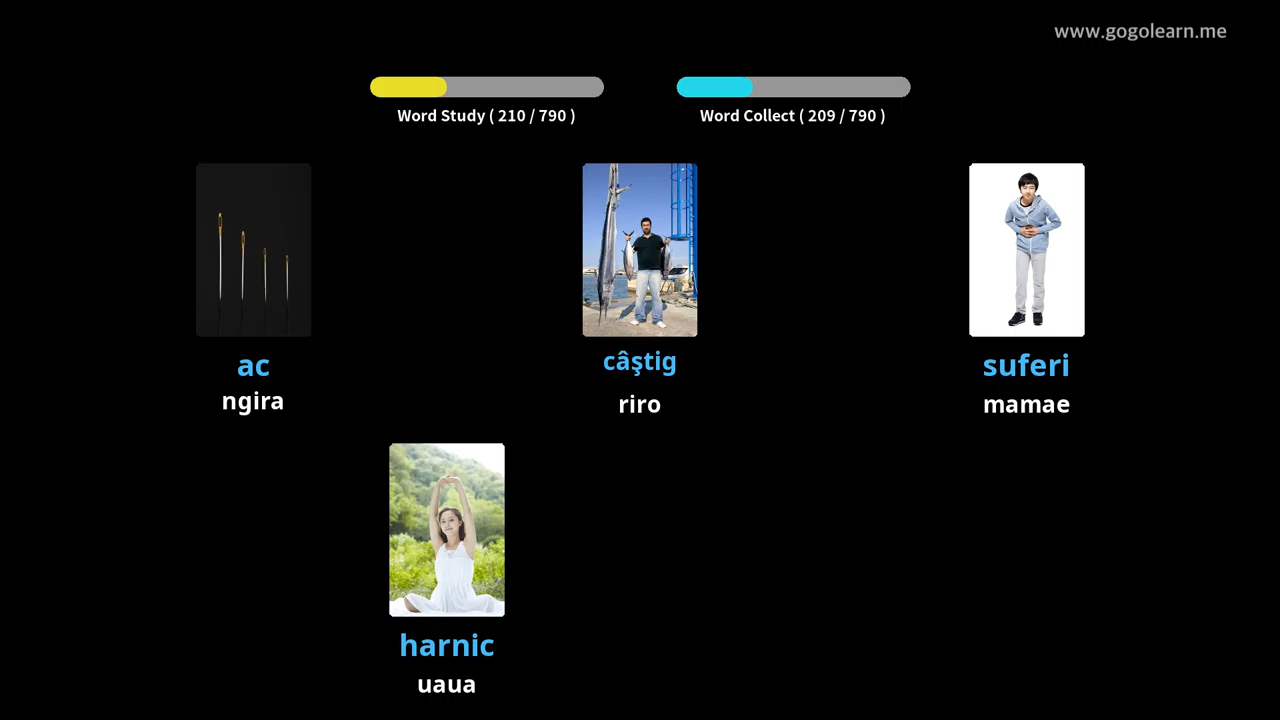 www.gogolearn.me
Word Study ( 210 / 790 )
Word Collect ( 209 / 790 )
ac
ngira
câştig
riro
suferi
mamae
harnic
uaua